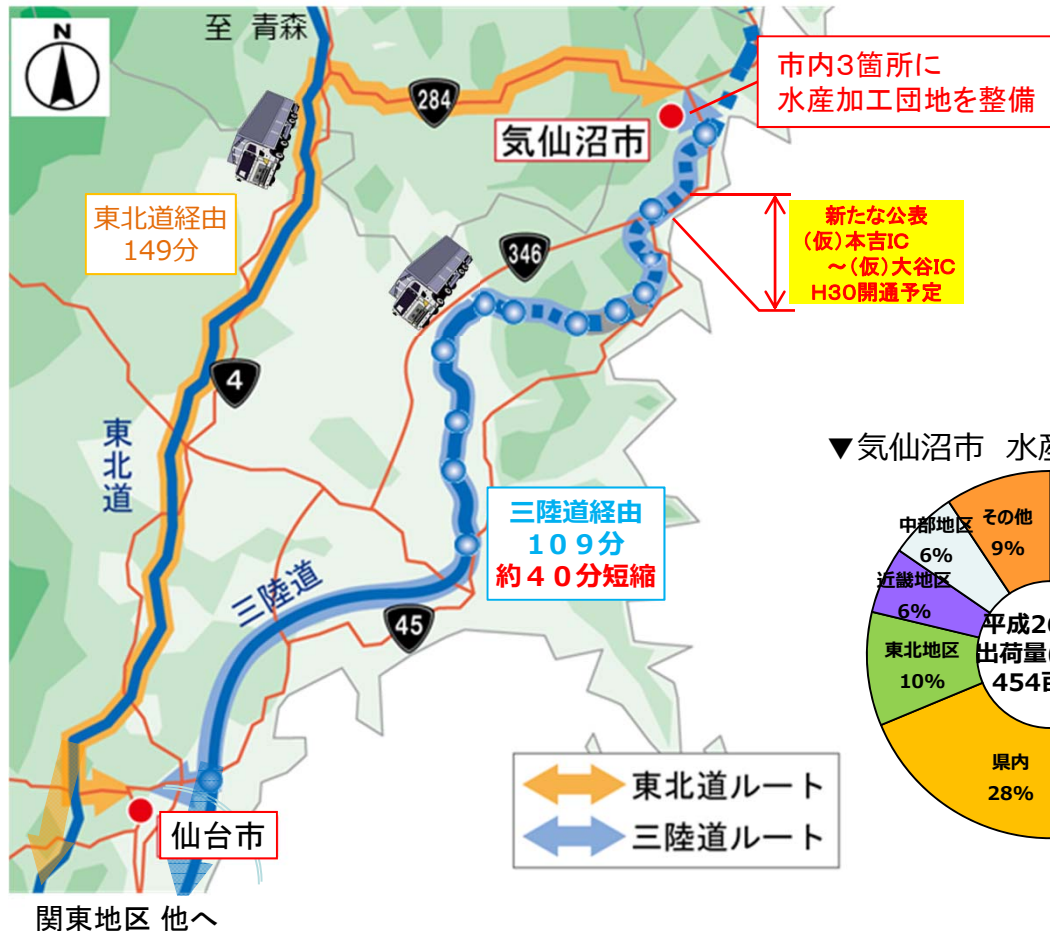 N
至 青森
市内3箇所に
水産加工団地を整備
284
気仙沼市
東北道経由
149分
346
新たな公表
(仮)本吉IC
～(仮)大谷IC
H30開通予定
4
東北道
▼気仙沼市 水産
三陸道経由
109分
約40分短縮
三陸道
45
その他
9%
中部地区
6%
近畿地区
6%
東北地区
10%
県内
28%
平成2
出荷量
454百
東北道ルート
三陸道ルート
仙台市
関東地区 他へ